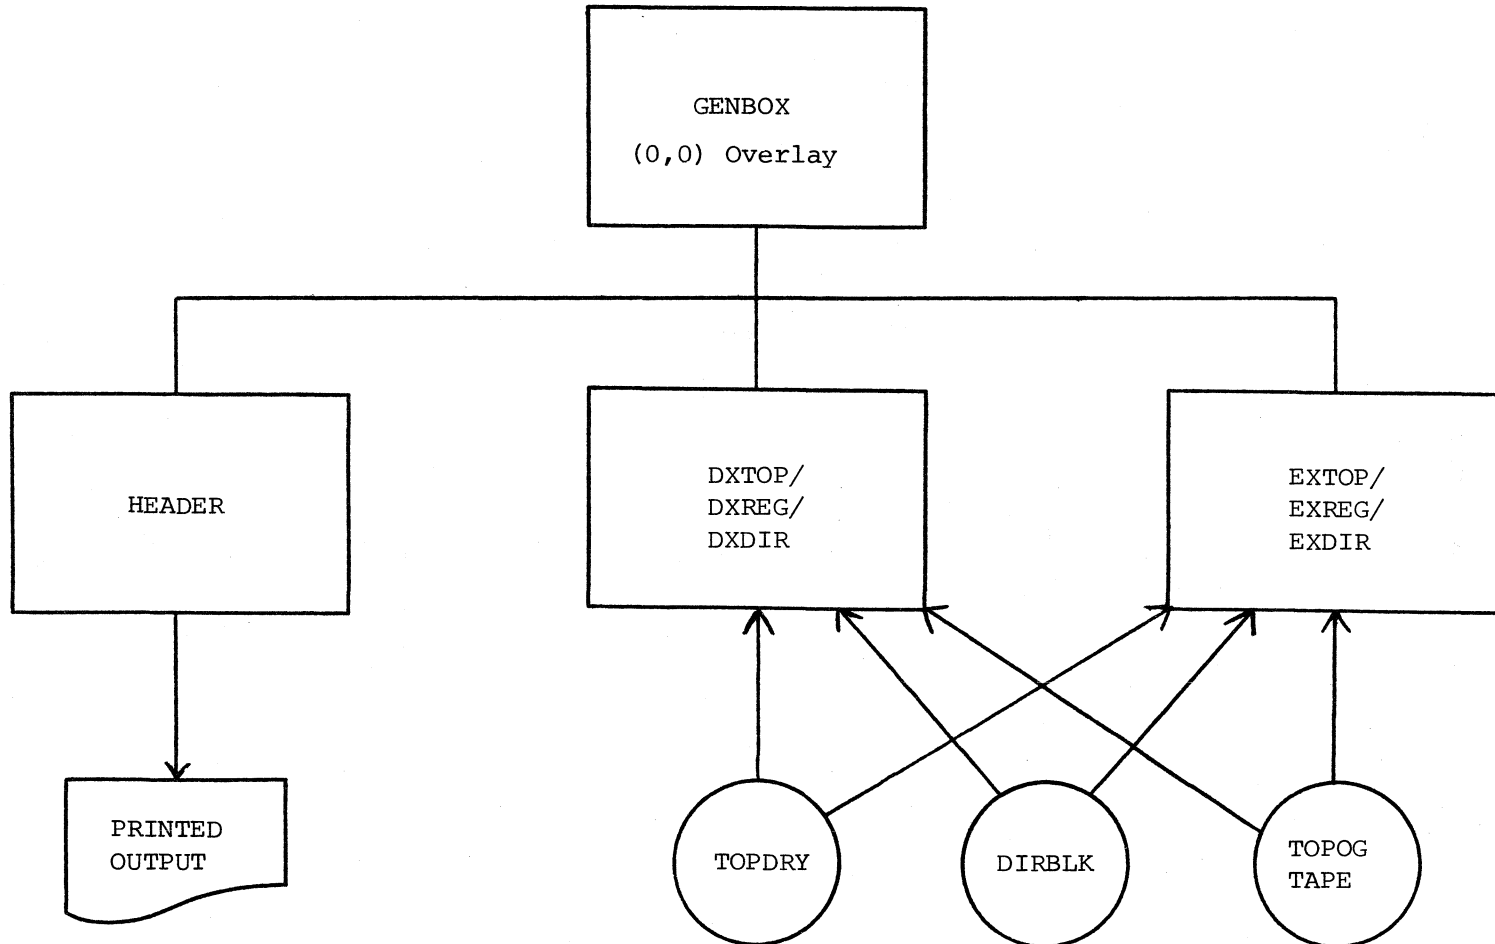 GENBOX
(0,0) Overlay
HEADER
DXTOP/
DXREG/
DXDIR
EXTOP/
EXREG/
EXDIR
PRINTED
OUTPUT
TOPDRY
DIRBLK
TOPOG
TAPE